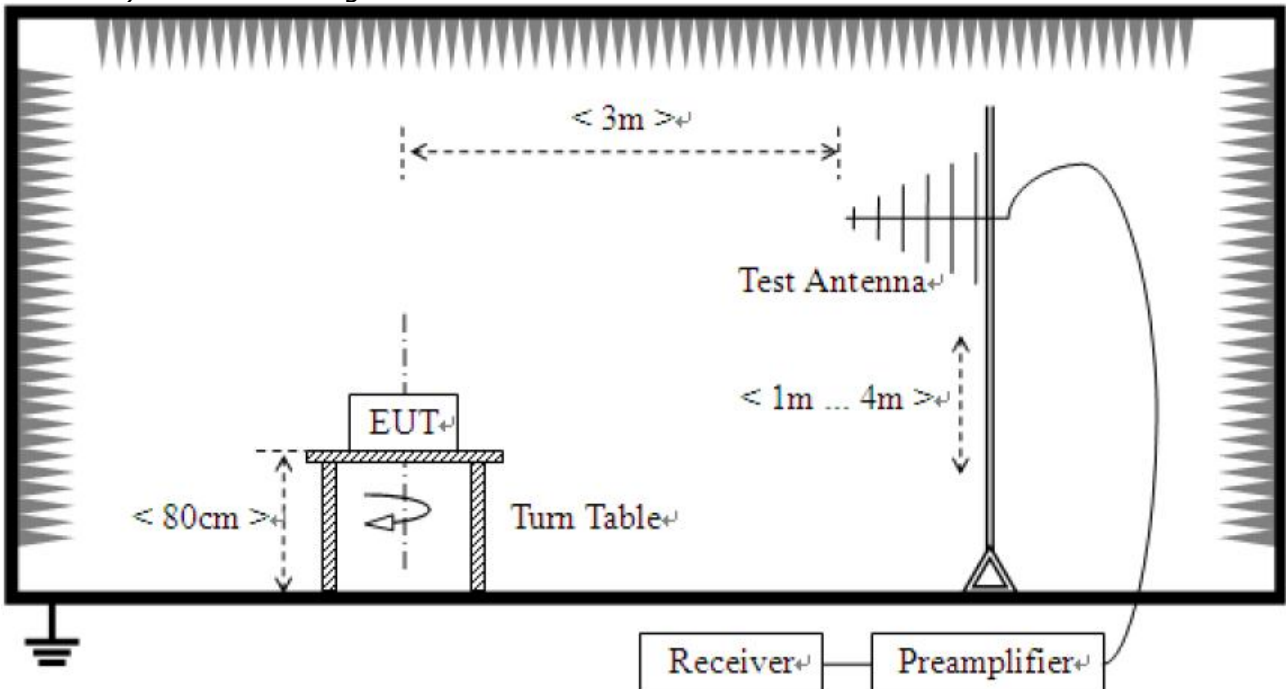 < 3m >↵
Test Antenna↵
< 1m ... 4m >↵
EUT↵
< 80cm >↵
Turn Table↵
Receiver↵
Preamplifier↵